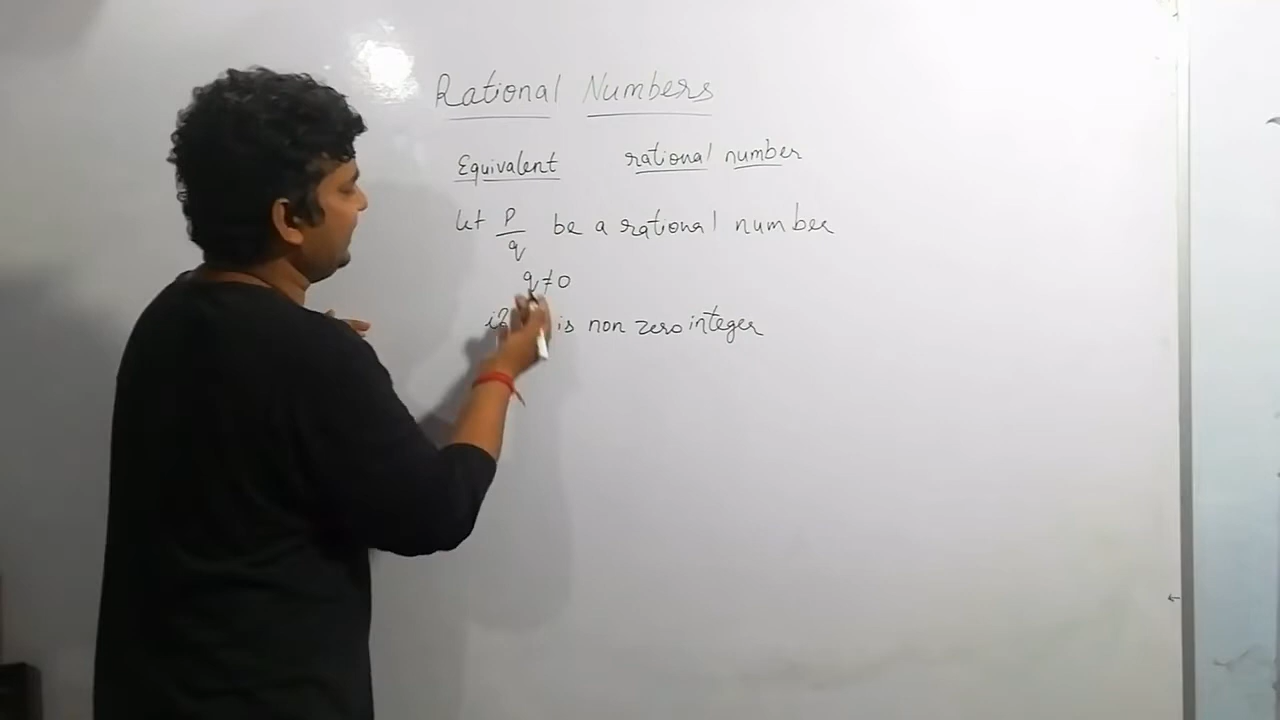 Rational Numbers
Equivalent rational number
let P/q be a rational number
q≠0
is non zero integer